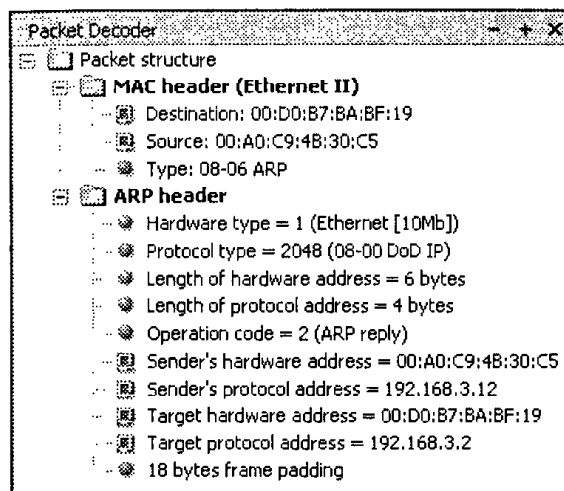 Packet Decoder
Packet structure
MAC header (Ethernet II)
Destination: 00:D0:B7:BA:BF:19
Source: 00:A0:C9:4B:30:C5
Type: 08-06 ARP
ARP header
Hardware type = 1 (Ethernet [10Mb])
Protocol type = 2048 (08-00 DoD IP)
Length of hardware address = 6 bytes
Length of protocol address = 4 bytes
Operation code = 2 (ARP reply)
Sender's hardware address = 00:A0:C9:4B:30:C5
Sender's protocol address = 192.168.3.12
Target hardware address = 00:D0:B7:BA:BF:19
Target protocol address = 192.168.3.2
18 bytes frame padding